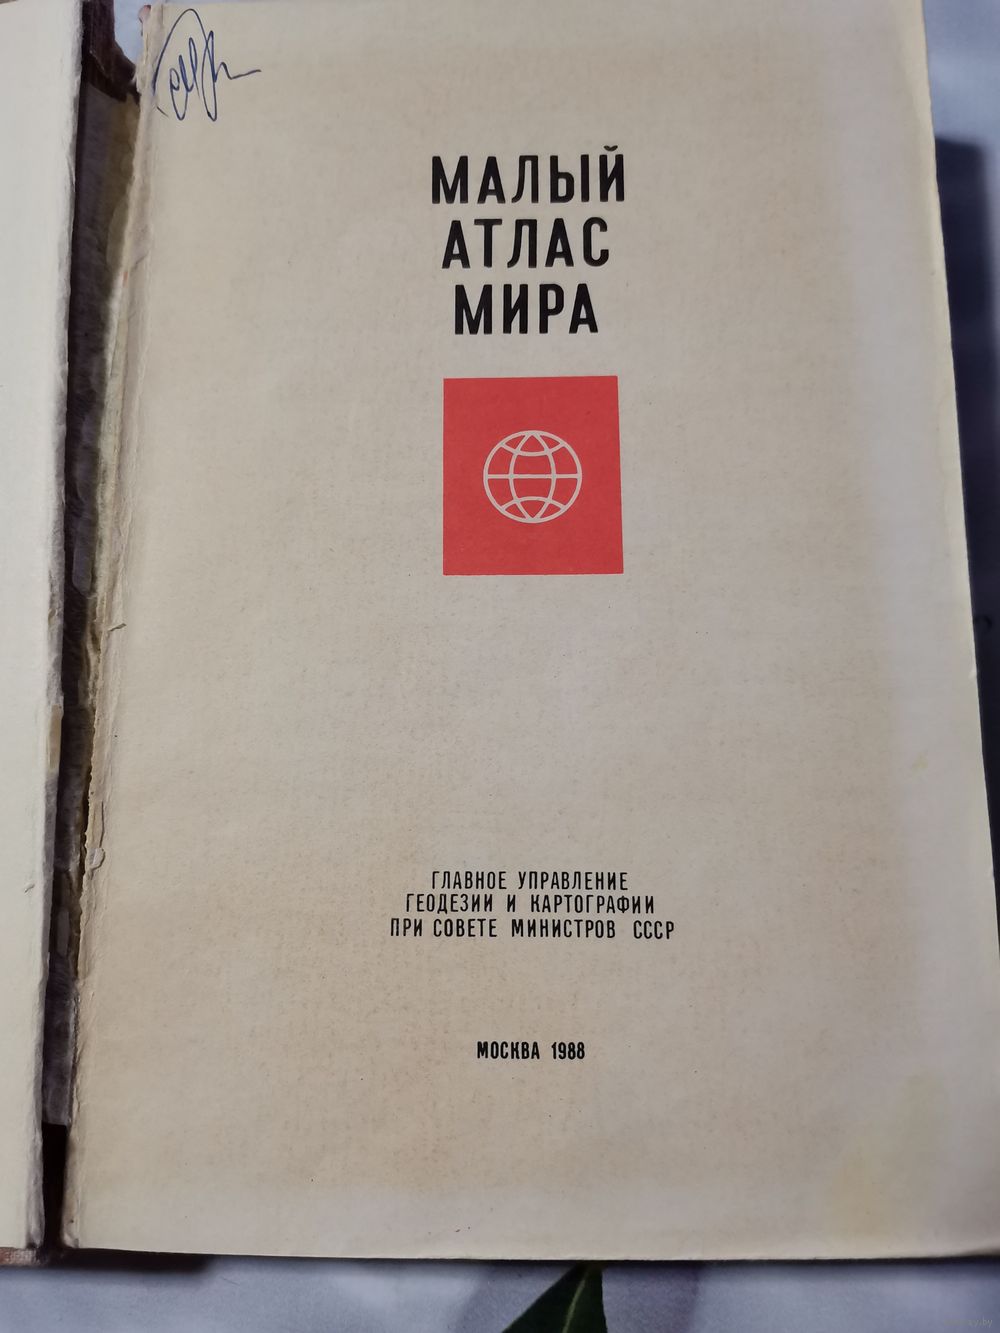 МАЛЫЙ
АТЛАС
МИРА
ГЛАВНОЕ УПРАВЛЕНИЕ
ГЕОДЕЗИИ И КАРТОГРАФИИ
ПРИ СОВЕТЕ МИНИСТРОВ СССР
МОСКВА 1988